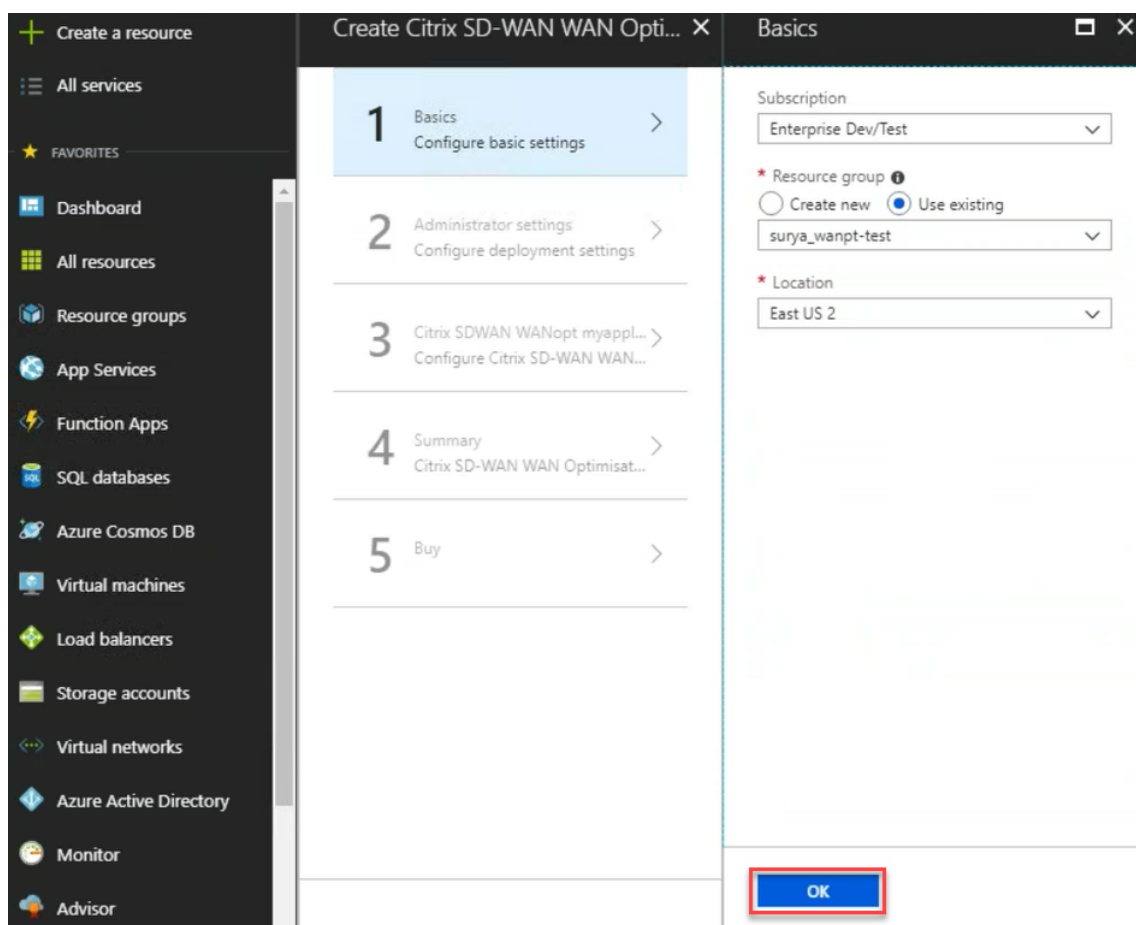 Create a resource
All services
FAVORITES
Dashboard
All resources
Resource groups
App Services
Function Apps
SQL databases
Azure Cosmos DB
Virtual machines
Load balancers
Storage accounts
Virtual networks
Azure Active Directory
Monitor
Advisor
Create Citrix SD-WAN WAN Opti...
1
Basics
Configure basic settings
2
Administrator settings
Configure deployment settings
3
Citrix SDWAN WANopt myappl...
Configure Citrix SD-WAN WAN...
4
Summary
Citrix SD-WAN WAN Optimisat...
5
Buy
Basics
Subscription
Enterprise Dev/Test
* Resource group
Create new Use existing
surya_wanpt-test
* Location
East US 2
OK